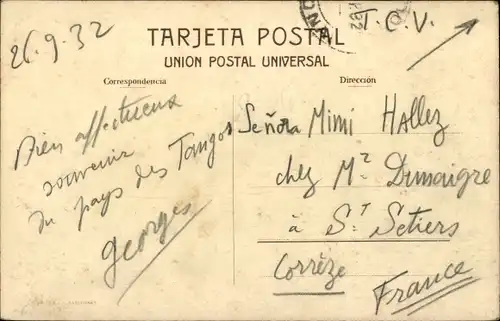 26.9.32
T.C.V.
TARJETA POSTAL
UNION POSTAL UNIVERSAL
Correspondencia
Dirección
Bien affectueux
souvenir
du pays des Tangos
georges
Señora Mimi Hallez
chez Mr Dumaigre
à St Setiers
Corrèze
France